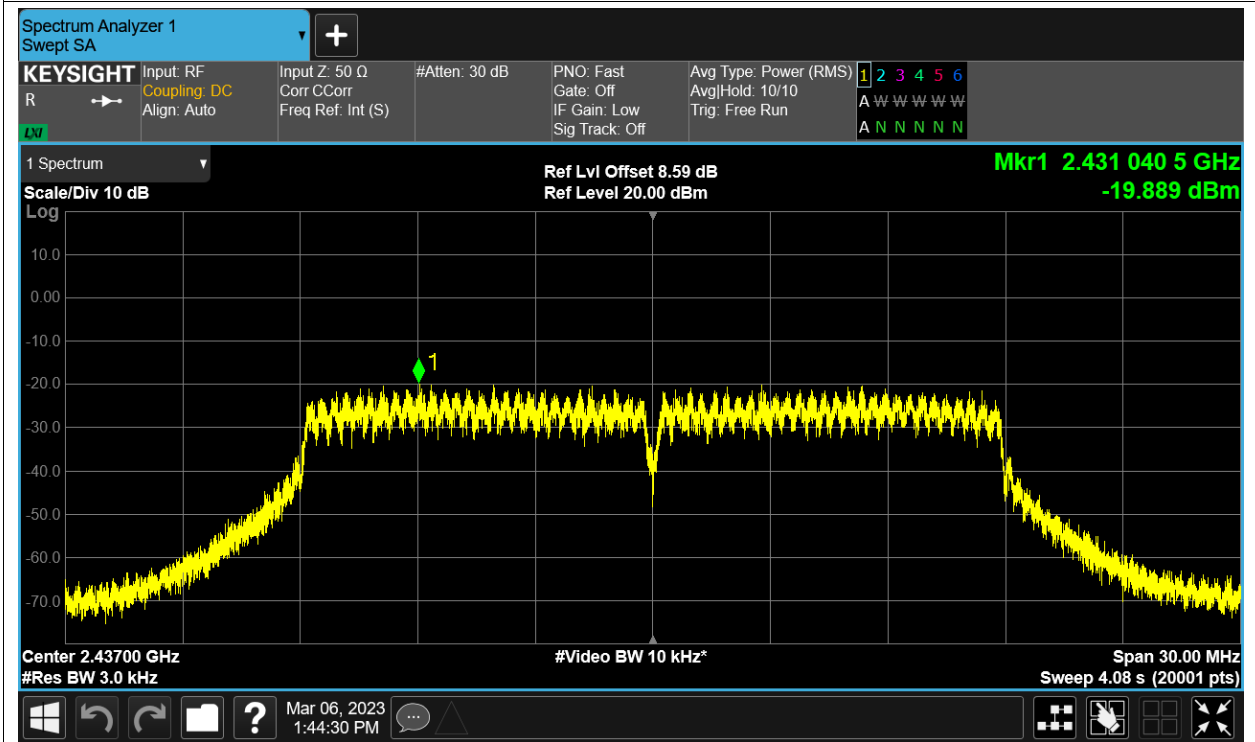 Spectrum Analyzer 1
Swept SA
KEYSIGHT
R
LXI
Input: RF
Coupling: DC
Align: Auto
Input Z: 50 Ω
Corr CCorr
Freq Ref: Int (S)
#Atten: 30 dB
PNO: Fast
Gate: Off
IF Gain: Low
Sig Track: Off
Avg Type: Power (RMS)
Avg|Hold: 10/10
Trig: Free Run
1 2 3 4 5 6
A W W W W W
A N N N N N
1 Spectrum
Scale/Div 10 dB
Log
Ref Lvl Offset 8.59 dB
Ref Level 20.00 dBm
Mkr1 2.431 040 5 GHz
-19.889 dBm
10.0
0.00
-10.0
1
-20.0
-30.0
-40.0
-50.0
-60.0
-70.0
Center 2.43700 GHz
#Res BW 3.0 kHz
#Video BW 10 kHz*
Span 30.00 MHz
Sweep 4.08 s (20001 pts)
?
Mar 06, 2023
1:44:30 PM